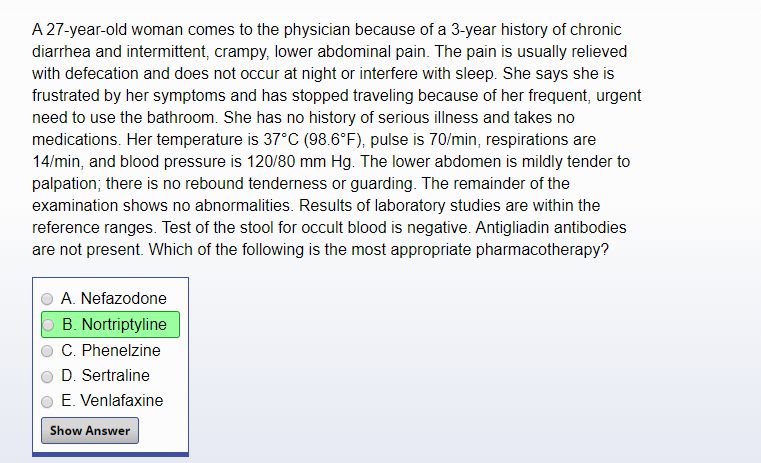 A 27-year-old woman comes to the physician because of a 3-year history of chronic
diarrhea and intermittent, crampy, lower abdominal pain. The pain is usually relieved
with defecation and does not occur at night or interfere with sleep. She says she is
frustrated by her symptoms and has stopped traveling because of her frequent, urgent
need to use the bathroom. She has no history of serious illness and takes no
medications. Her temperature is 37°C (98.6°F), pulse is 70/min, respirations are
14/min, and blood pressure is 120/80 mm Hg. The lower abdomen is mildly tender to
palpation; there is no rebound tenderness or guarding. The remainder of the
examination shows no abnormalities. Results of laboratory studies are within the
reference ranges. Test of the stool for occult blood is negative. Antigliadin antibodies
are not present. Which of the following is the most appropriate pharmacotherapy?
A. Nefazodone
B. Nortriptyline
C. Phenelzine
D. Sertraline
E. Venlafaxine
Show Answer